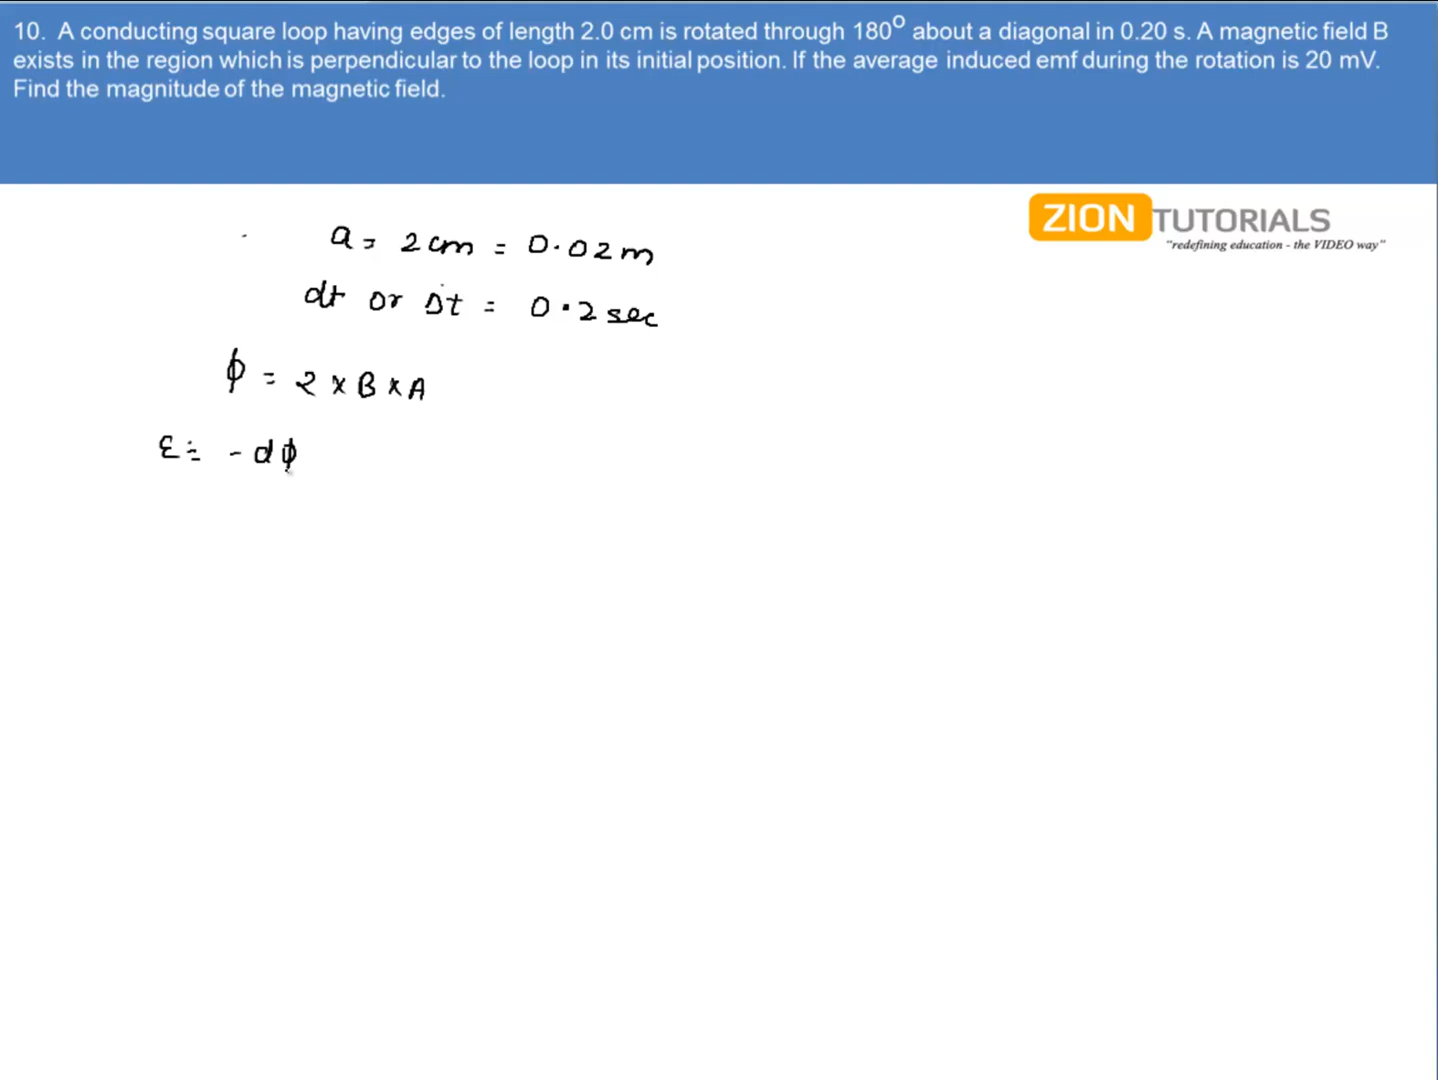 10. A conducting square loop having edges of length 2.0 cm is rotated through 180° about a diagonal in 0.20 s. A magnetic field B
exists in the region which is perpendicular to the loop in its initial position. If the average induced emf during the rotation is 20 mV.
Find the magnitude of the magnetic field.
ZION TUTORIALS
"redefining education - the VIDEO way"
a = 2 cm = 0.02 m
dt or Δt = 0.2 sec
ϕ = 2 × B × A
ε = - dϕ